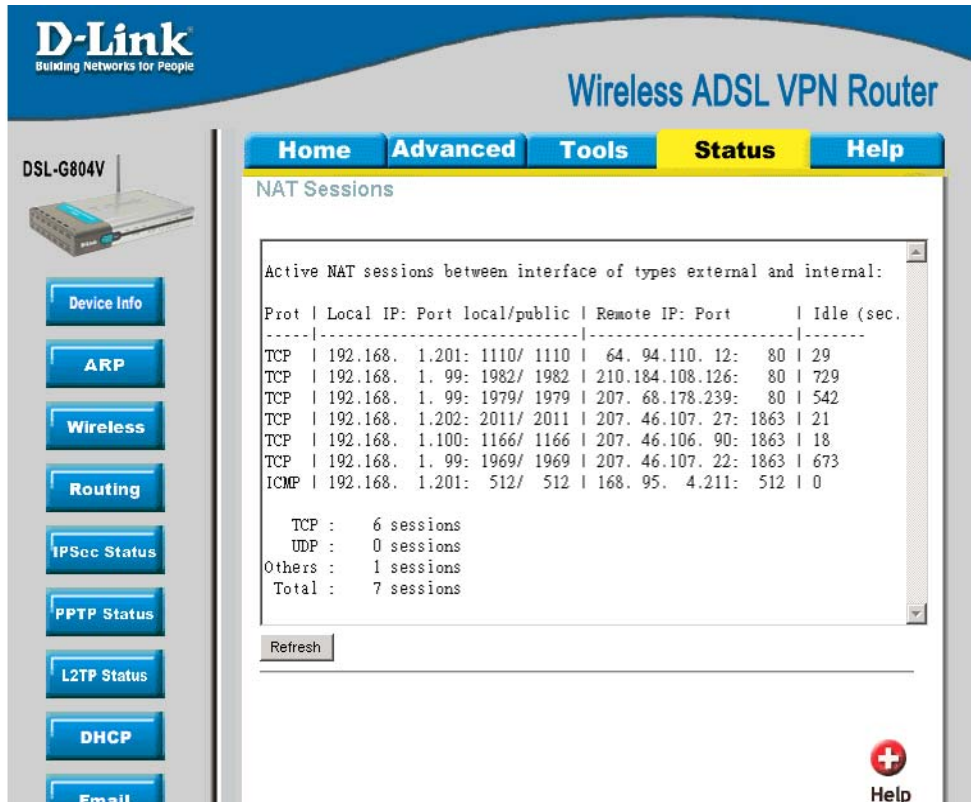 D-Link
Building Networks for People
Wireless ADSL VPN Router
DSL-G804V
Home
Advanced
Tools
Status
Help
NAT Sessions
Device Info
ARP
Wireless
Routing
IPSec Status
PPTP Status
L2TP Status
DHCP
Email
Active NAT sessions between interface of types external and internal:
Prot | Local IP: Port local/public | Remote IP: Port | Idle (sec.
-----|-----------------------------|-----------------------|-------
TCP | 192.168. 1.201: 1110/ 1110 | 64. 94.110. 12: 80 | 29
TCP | 192.168. 1. 99: 1982/ 1982 | 210.184.108.126: 80 | 729
TCP | 192.168. 1. 99: 1979/ 1979 | 207. 68.178.239: 80 | 542
TCP | 192.168. 1.202: 2011/ 2011 | 207. 46.107. 27: 1863 | 21
TCP | 192.168. 1.100: 1166/ 1166 | 207. 46.106. 90: 1863 | 18
TCP | 192.168. 1. 99: 1969/ 1969 | 207. 46.107. 22: 1863 | 673
ICMP | 192.168. 1.201: 512/ 512 | 168. 95. 4.211: 512 | 0
TCP : 6 sessions
UDP : 0 sessions
Others : 1 sessions
Total : 7 sessions
Refresh
Help